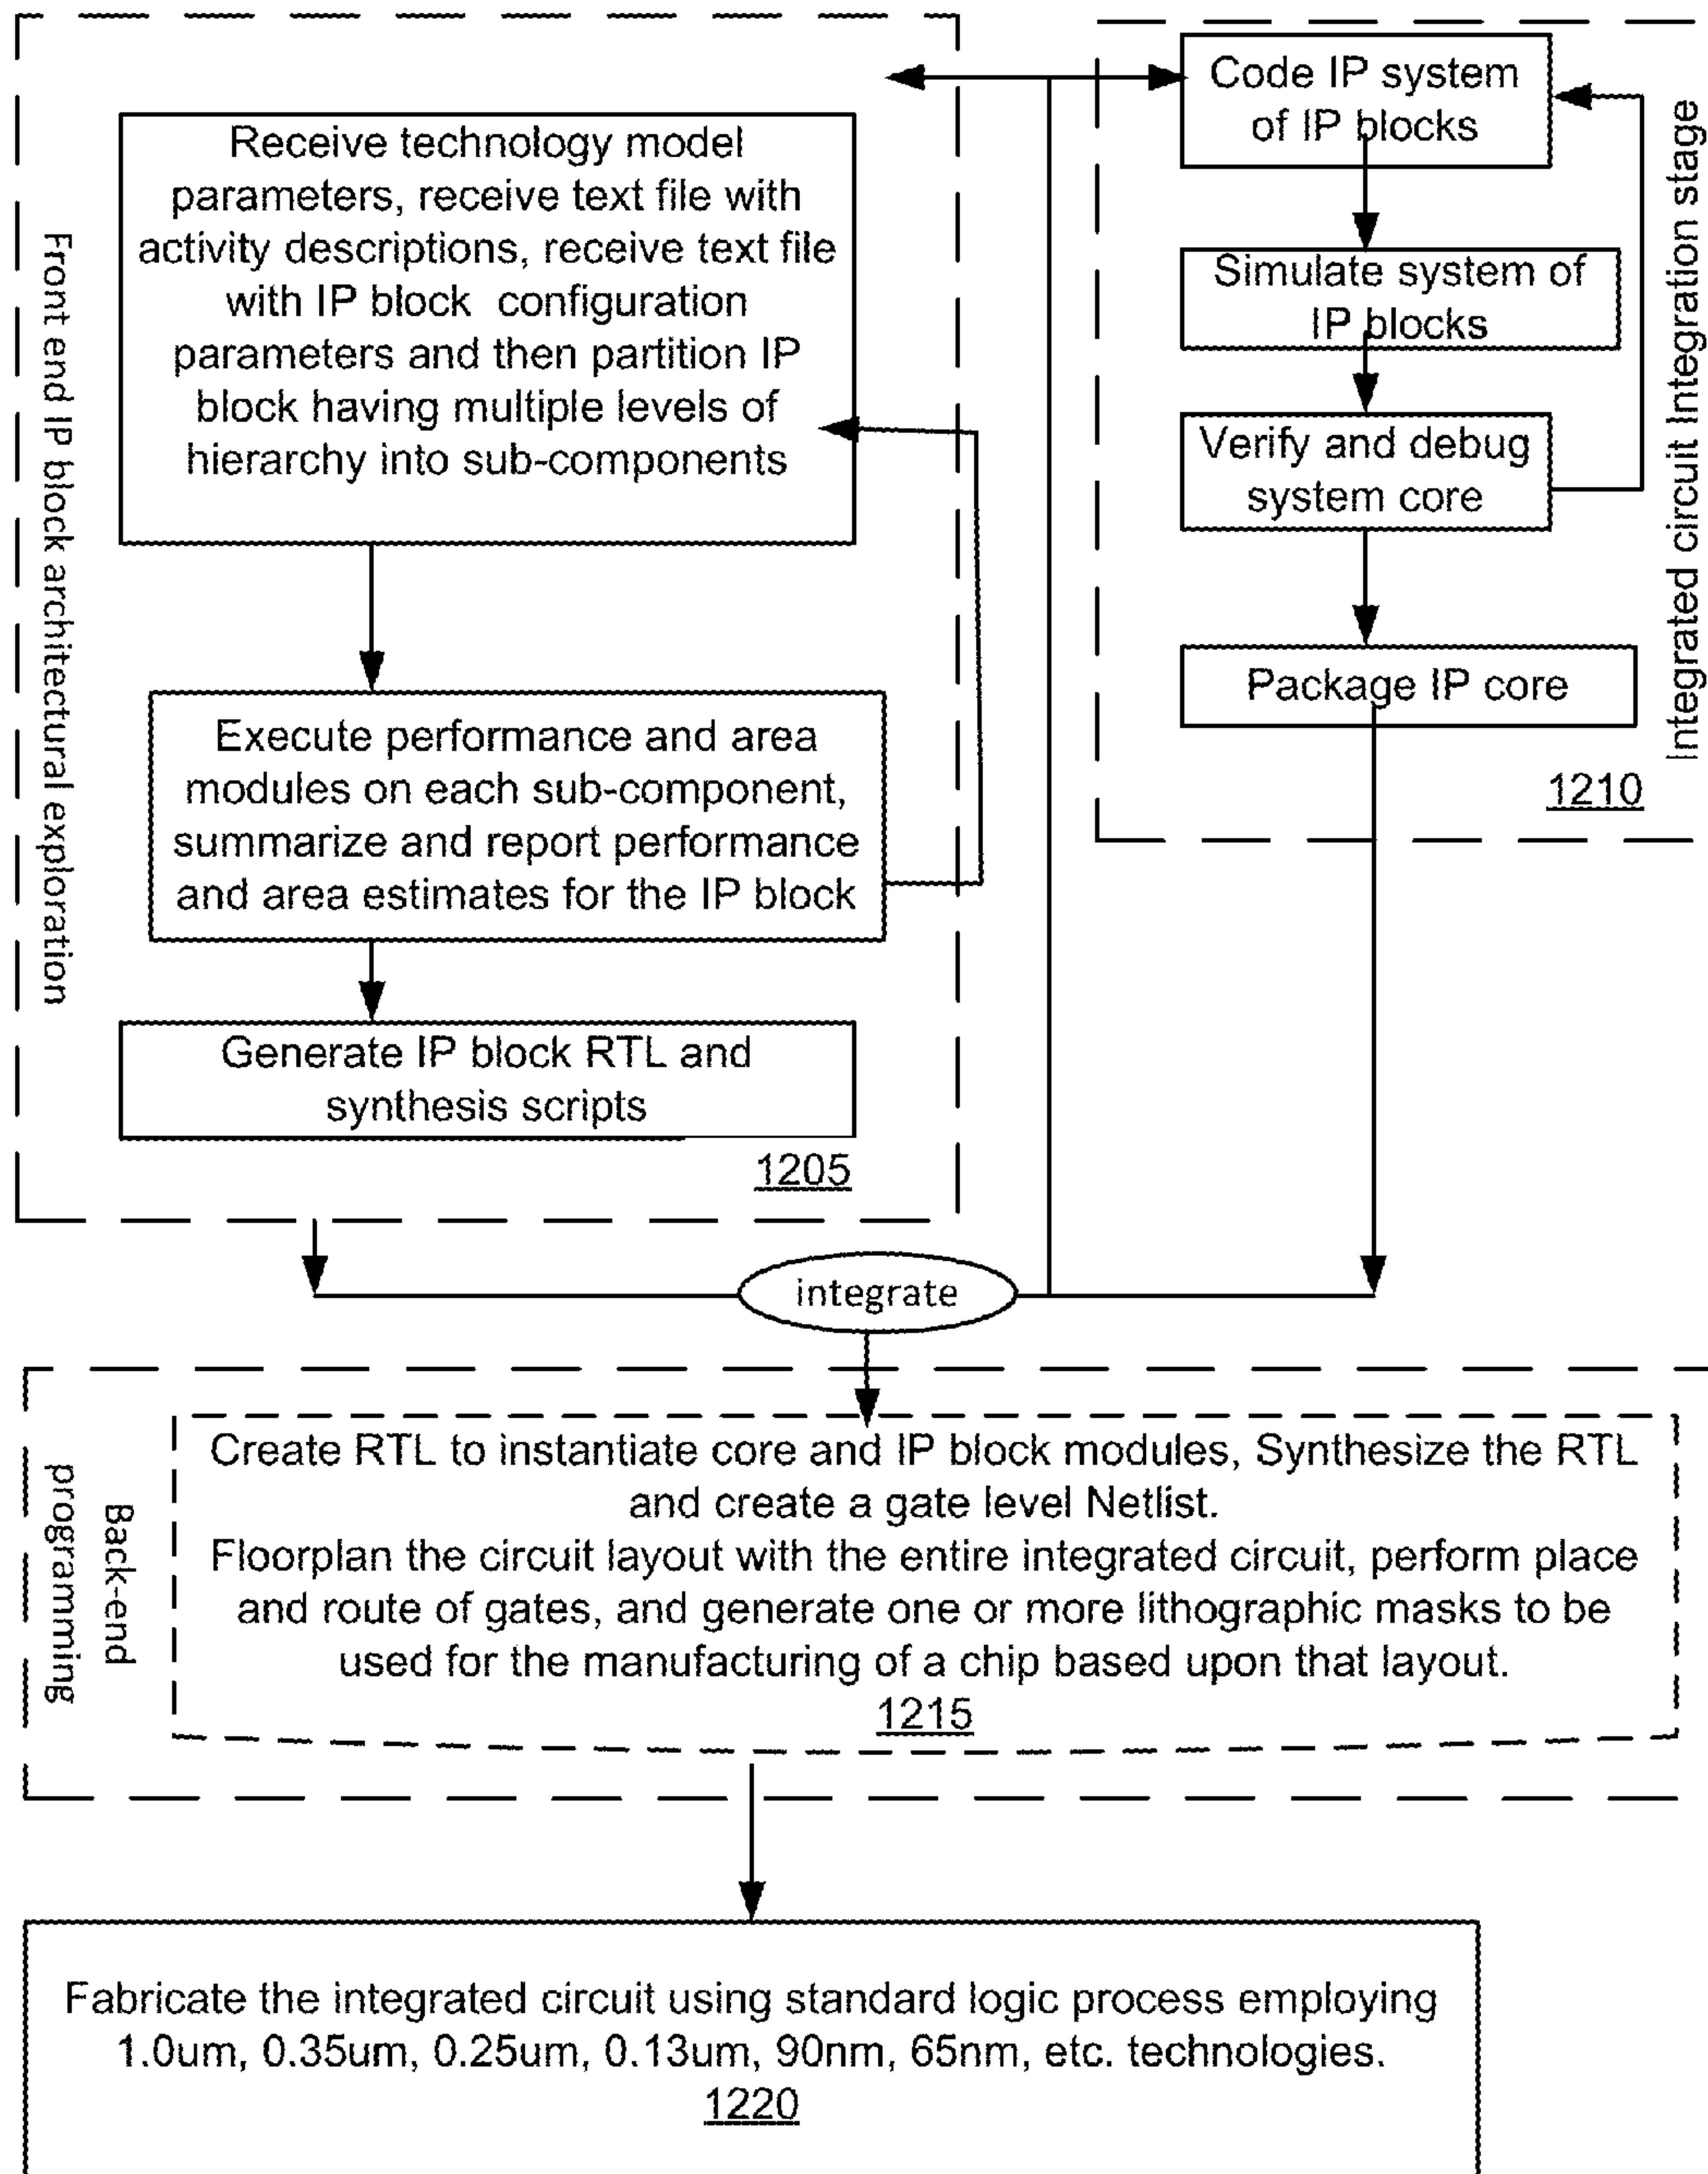 Front end IP block architectural exploration
Receive technology model
parameters, receive text file with
activity descriptions, receive text file
with IP block configuration
parameters and then partition IP
block having multiple levels of
hierarchy into sub-components
Execute performance and area
modules on each sub-component,
summarize and report performance
and area estimates for the IP block
Generate IP block RTL and
synthesis scripts
1205
Code IP system
of IP blocks
Simulate system of
IP blocks
Verify and debug
system core
Package IP core
1210
Integrated circuit Integration stage
integrate
Back-end
programming
Create RTL to instantiate core and IP block modules, Synthesize the RTL
and create a gate level Netlist.
Floorplan the circuit layout with the entire integrated circuit, perform place
and route of gates, and generate one or more lithographic masks to be
used for the manufacturing of a chip based upon that layout.
1215
Fabricate the integrated circuit using standard logic process employing
1.0um, 0.35um, 0.25um, 0.13um, 90nm, 65nm, etc. technologies.
1220